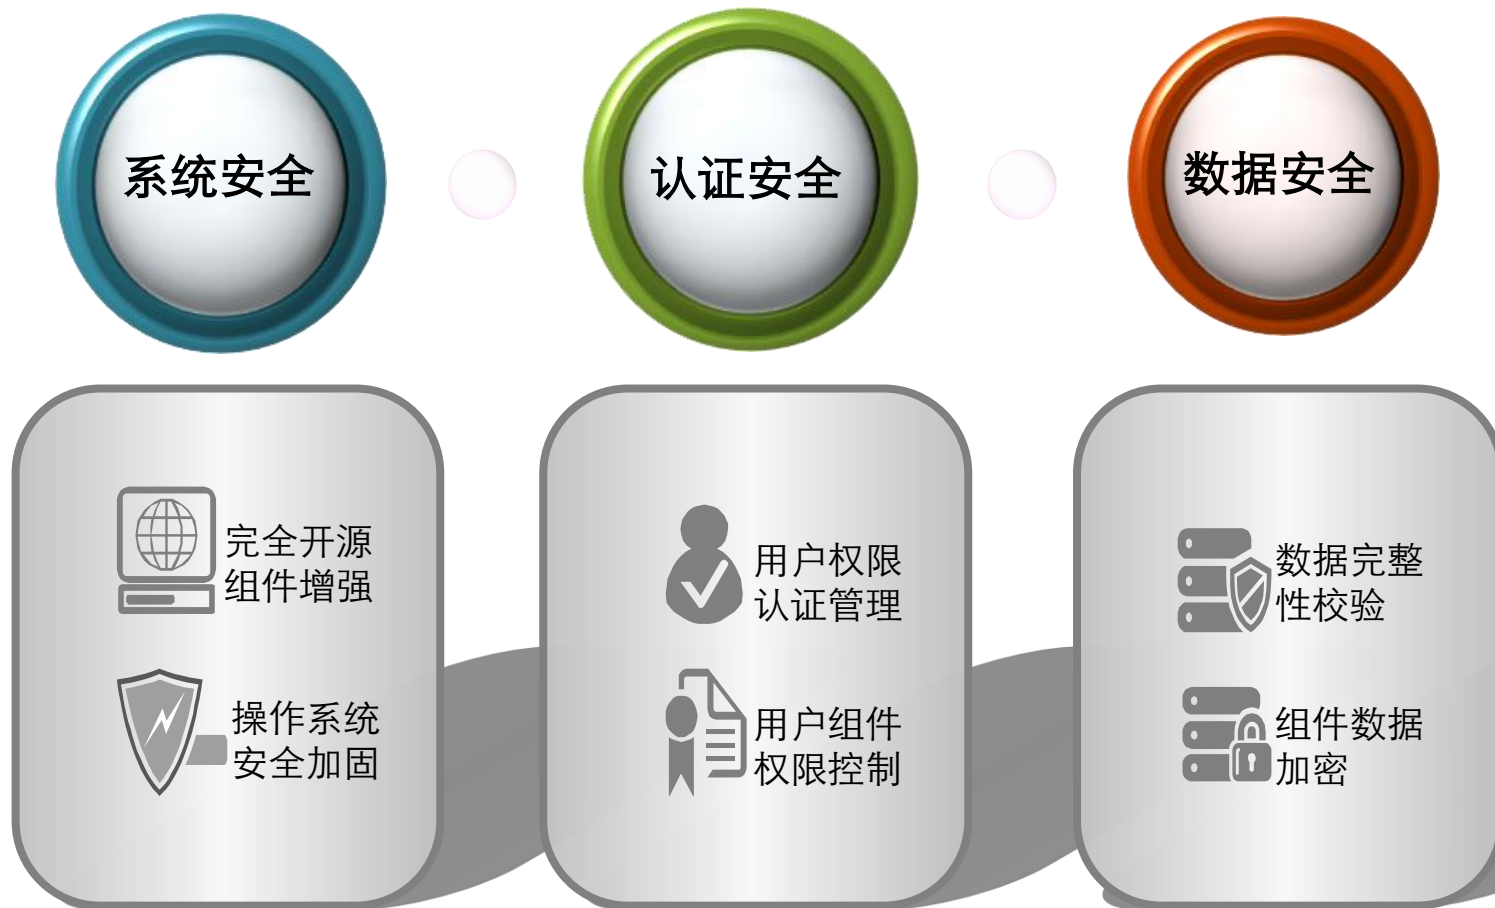 系统安全
认证安全
数据安全
完全开源
组件增强
操作系统
安全加固
用户权限
认证管理
用户组件
权限控制
数据完整
性校验
组件数据
加密